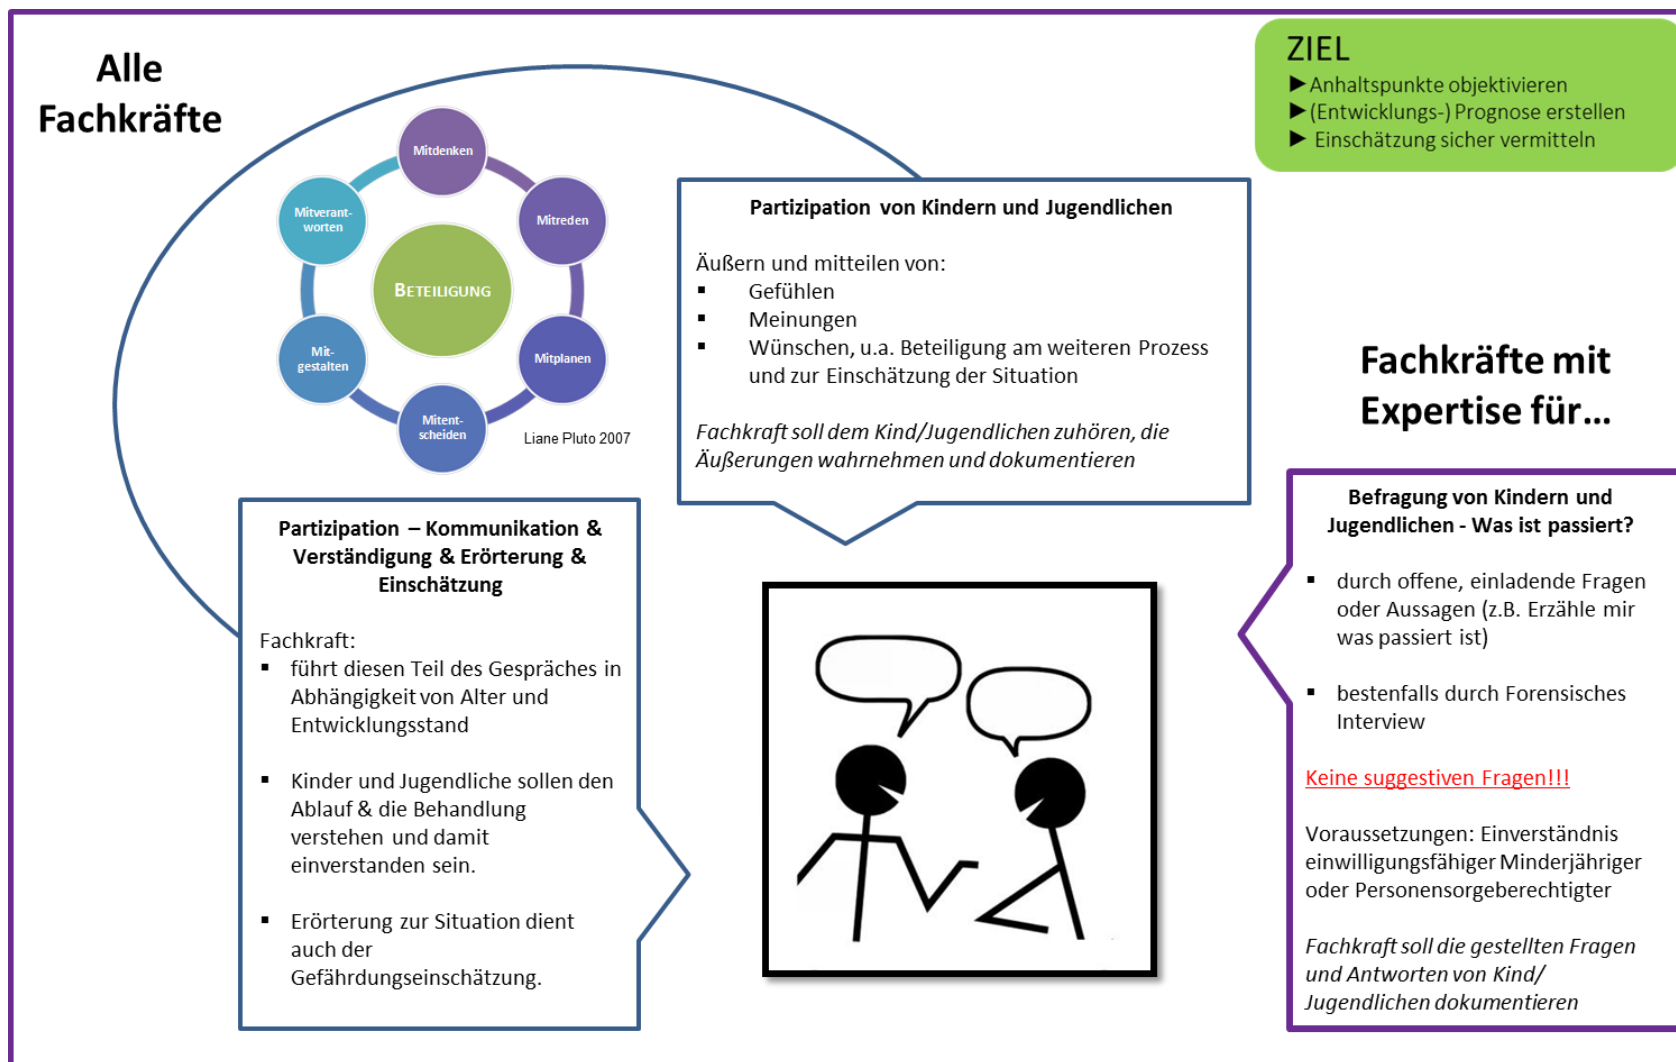 Alle
Fachkräfte
ZIEL
►Anhaltspunkte objektivieren
►(Entwicklungs-) Prognose erstellen
► Einschätzung sicher vermitteln
Mitdenken
Mitreden
Mitplanen
Mitent-
scheiden
Mit-
gestalten
Mitverant-
worten
BETEILIGUNG
Liane Pluto 2007
Partizipation von Kindern und Jugendlichen
Äußern und mitteilen von:
▪ Gefühlen
▪ Meinungen
▪ Wünschen, u.a. Beteiligung am weiteren Prozess
und zur Einschätzung der Situation
Fachkraft soll dem Kind/Jugendlichen zuhören, die
Äußerungen wahrnehmen und dokumentieren
Partizipation – Kommunikation &
Verständigung & Erörterung &
Einschätzung
Fachkraft:
▪ führt diesen Teil des Gespräches in
Abhängigkeit von Alter und
Entwicklungsstand
▪ Kinder und Jugendliche sollen den
Ablauf & die Behandlung
verstehen und damit
einverstanden sein.
▪ Erörterung zur Situation dient
auch der
Gefährdungseinschätzung.
Fachkräfte mit
Expertise für...
Befragung von Kindern und
Jugendlichen - Was ist passiert?
▪ durch offene, einladende Fragen
oder Aussagen (z.B. Erzähle mir
was passiert ist)
▪ bestenfalls durch Forensisches
Interview
Keine suggestiven Fragen!!!
Voraussetzungen: Einverständnis
einwilligungsfähiger Minderjähriger
oder Personensorgeberechtigter
Fachkraft soll die gestellten Fragen
und Antworten von Kind/
Jugendlichen dokumentieren